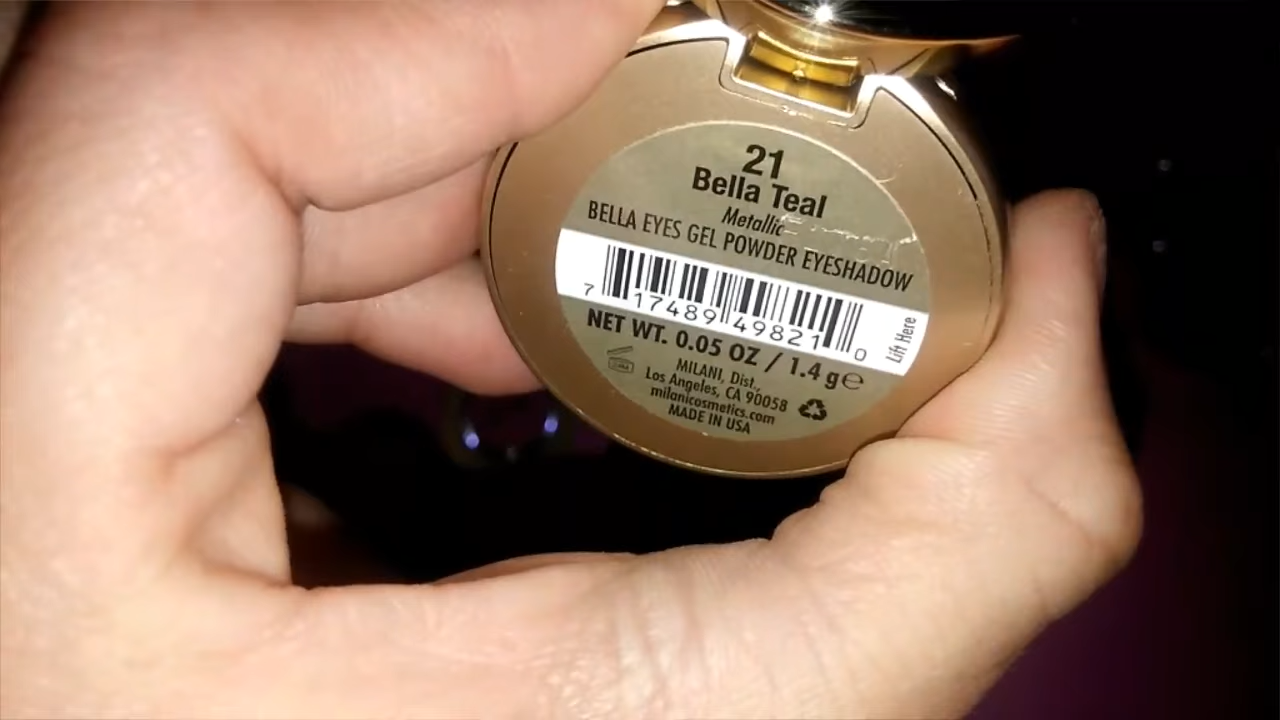 21
Bella Teal
Metallic
BELLA EYES GEL POWDER EYESHADOW
7 17489 49821 0
Lift Here
NET WT. 0.05 OZ / 1.4 g ℮
MILANI, Dist.,
Los Angeles, CA 90058
milanicosmetics.com
MADE IN USA